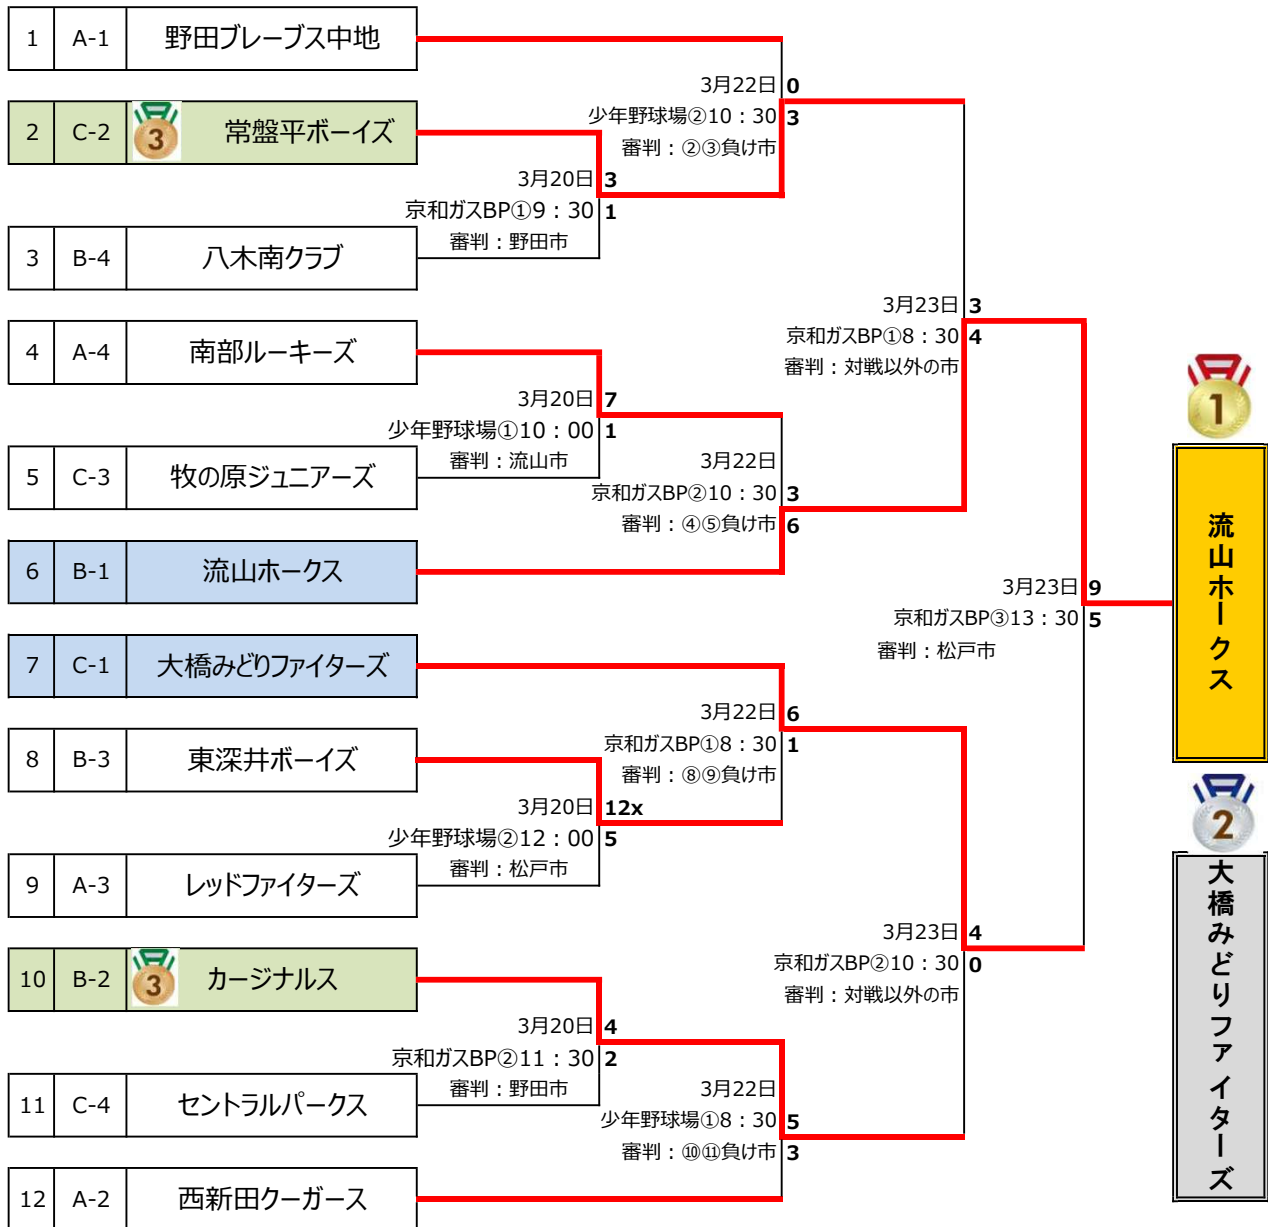 1 A-1 野田ブレーブス中地
3月22日 0
2 C-2 3 常盤平ボーイズ
少年野球場②10：30 3
審判：②③負け市
3月20日 3
京和ガスBP①9：30 1
審判：野田市
3 B-4 八木南クラブ
3月23日 3
京和ガスBP①8：30 4
審判：対戦以外の市
4 A-4 南部ルーキーズ
3月20日 7
少年野球場①10：00 1
審判：流山市
5 C-3 牧の原ジュニアーズ
3月22日
京和ガスBP②10：30 3
審判：④⑤負け市 6
6 B-1 流山ホークス
3月23日 9
京和ガスBP③13：30 5
審判：松戸市
1
流山ホークス
7 C-1 大橋みどりファイターズ
3月22日 6
京和ガスBP①8：30 1
審判：⑧⑨負け市
8 B-3 東深井ボーイズ
3月20日 12x
少年野球場②12：00 5
審判：松戸市
9 A-3 レッドファイターズ
2
大橋みどりファイターズ
3月23日 4
京和ガスBP②10：30 0
審判：対戦以外の市
10 B-2 3 カージナルス
3月20日 4
京和ガスBP②11：30 2
審判：野田市
11 C-4 セントラルパークス
3月22日
少年野球場①8：30 5
審判：⑩⑪負け市 3
12 A-2 西新田クーガース